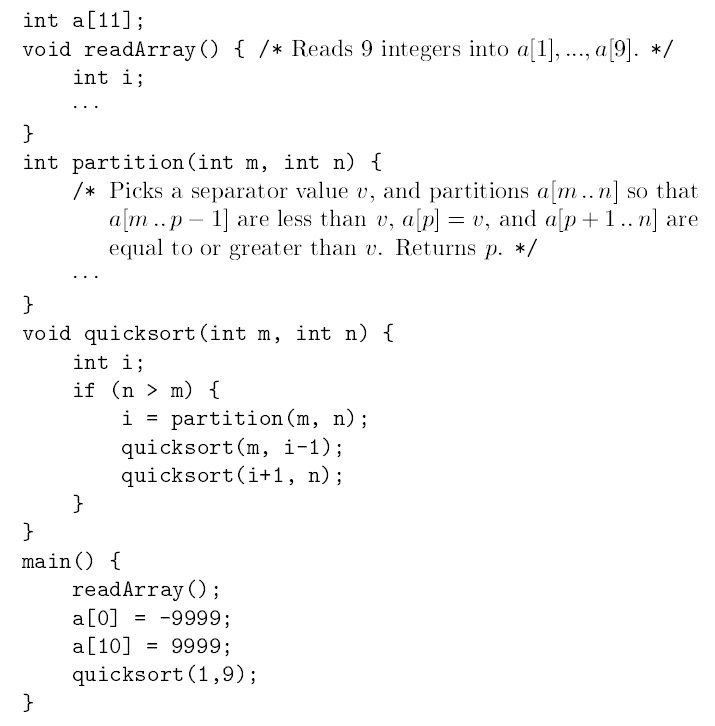 int a[11];
void readArray() { /* Reads 9 integers into a[1], ..., a[9]. */
    int i;
    ...
}
int partition(int m, int n) {
    /* Picks a separator value v, and partitions a[m .. n] so that
       a[m .. p − 1] are less than v, a[p] = v, and a[p + 1 .. n] are
       equal to or greater than v. Returns p. */
    ...
}
void quicksort(int m, int n) {
    int i;
    if (n > m) {
        i = partition(m, n);
        quicksort(m, i-1);
        quicksort(i+1, n);
    }
}
main() {
    readArray();
    a[0] = -9999;
    a[10] = 9999;
    quicksort(1,9);
}